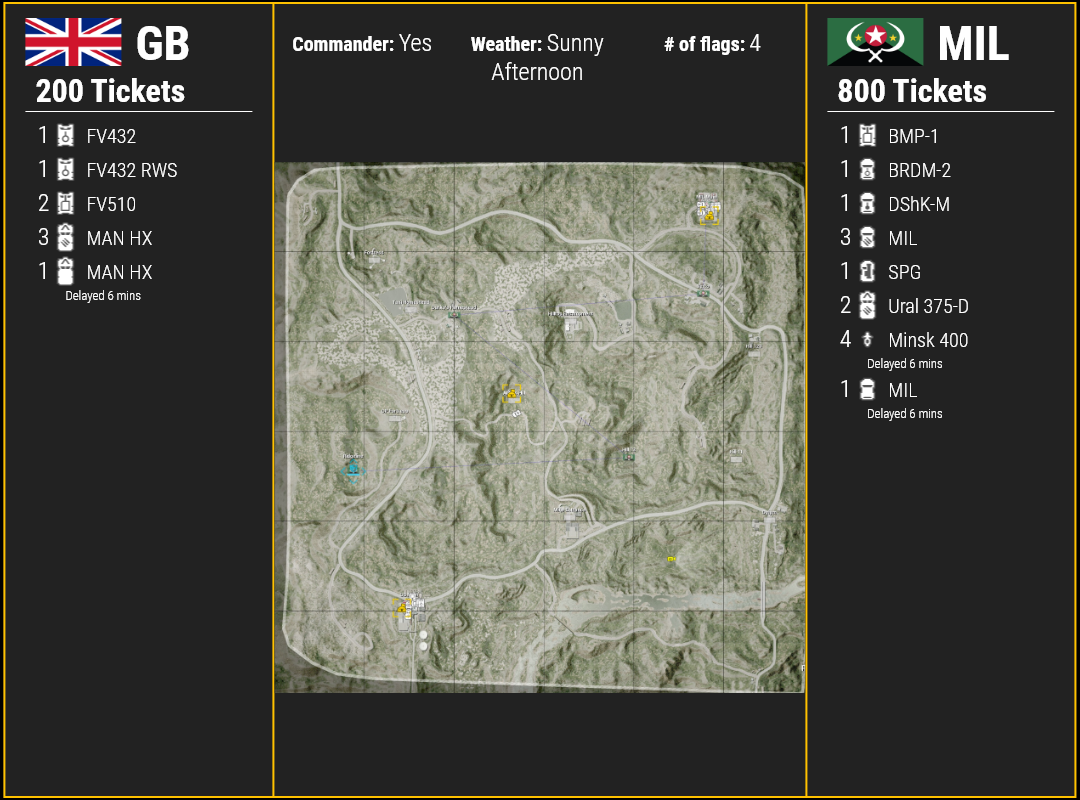 GB
200 Tickets
1 FV432
1 FV432 RWS
2 FV510
3 MAN HX
1 MAN HX
Delayed 6 mins
Commander: Yes
Weather: Sunny
Afternoon
# of flags: 4
MIL
800 Tickets
1 BMP-1
1 BRDM-2
1 DShK-M
3 MIL
1 SPG
2 Ural 375-D
4 Minsk 400
Delayed 6 mins
1 MIL
Delayed 6 mins